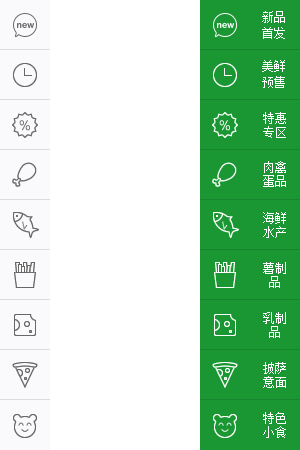 new
new
新品
首发
美鲜
预售
%
%
特惠
专区
肉禽
蛋品
海鲜
水产
薯制
品
乳制
品
披萨
意面
特色
小食